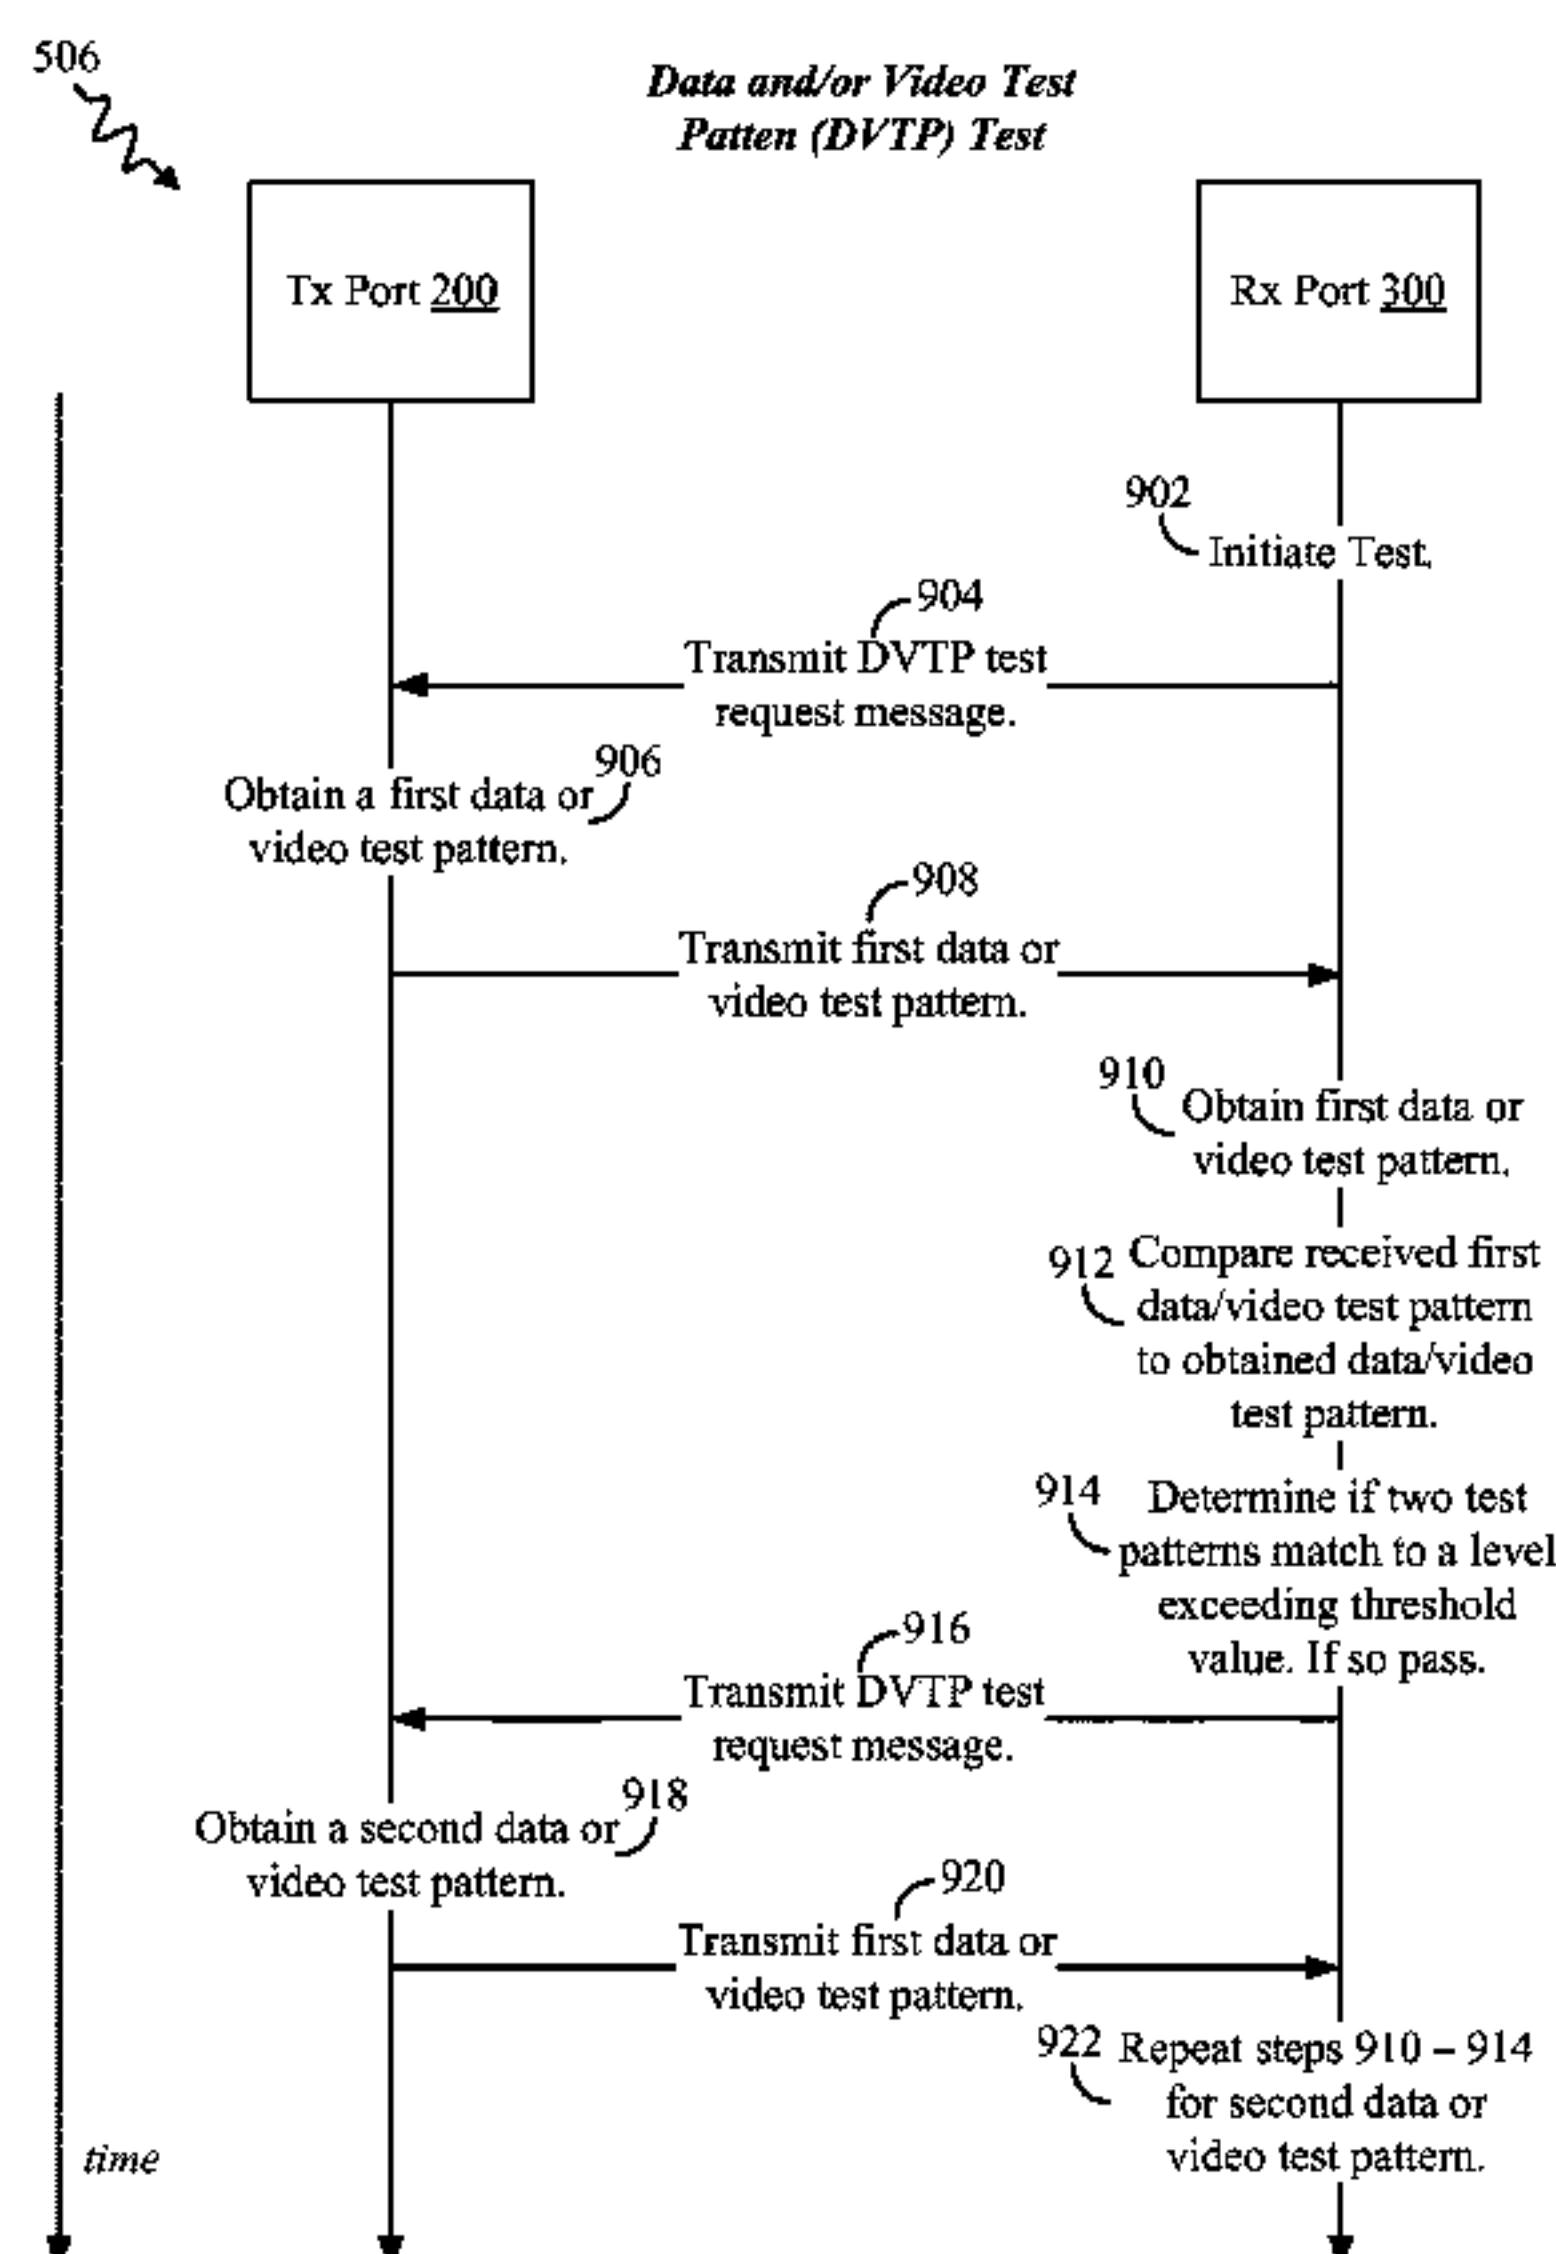 506
Data and/or Video Test
Patten (DVTP) Test
Tx Port 200
Rx Port 300
902
Initiate Test.
904
Transmit DVTP test
request message.
906
Obtain a first data or
video test pattern.
908
Transmit first data or
video test pattern.
910
Obtain first data or
video test pattern.
912
Compare received first
data/video test pattern
to obtained data/video
test pattern.
914
Determine if two test
patterns match to a level
exceeding threshold
value. If so pass.
916
Transmit DVTP test
request message.
918
Obtain a second data or
video test pattern.
920
Transmit first data or
video test pattern.
922
Repeat steps 910 – 914
for second data or
video test pattern.
time